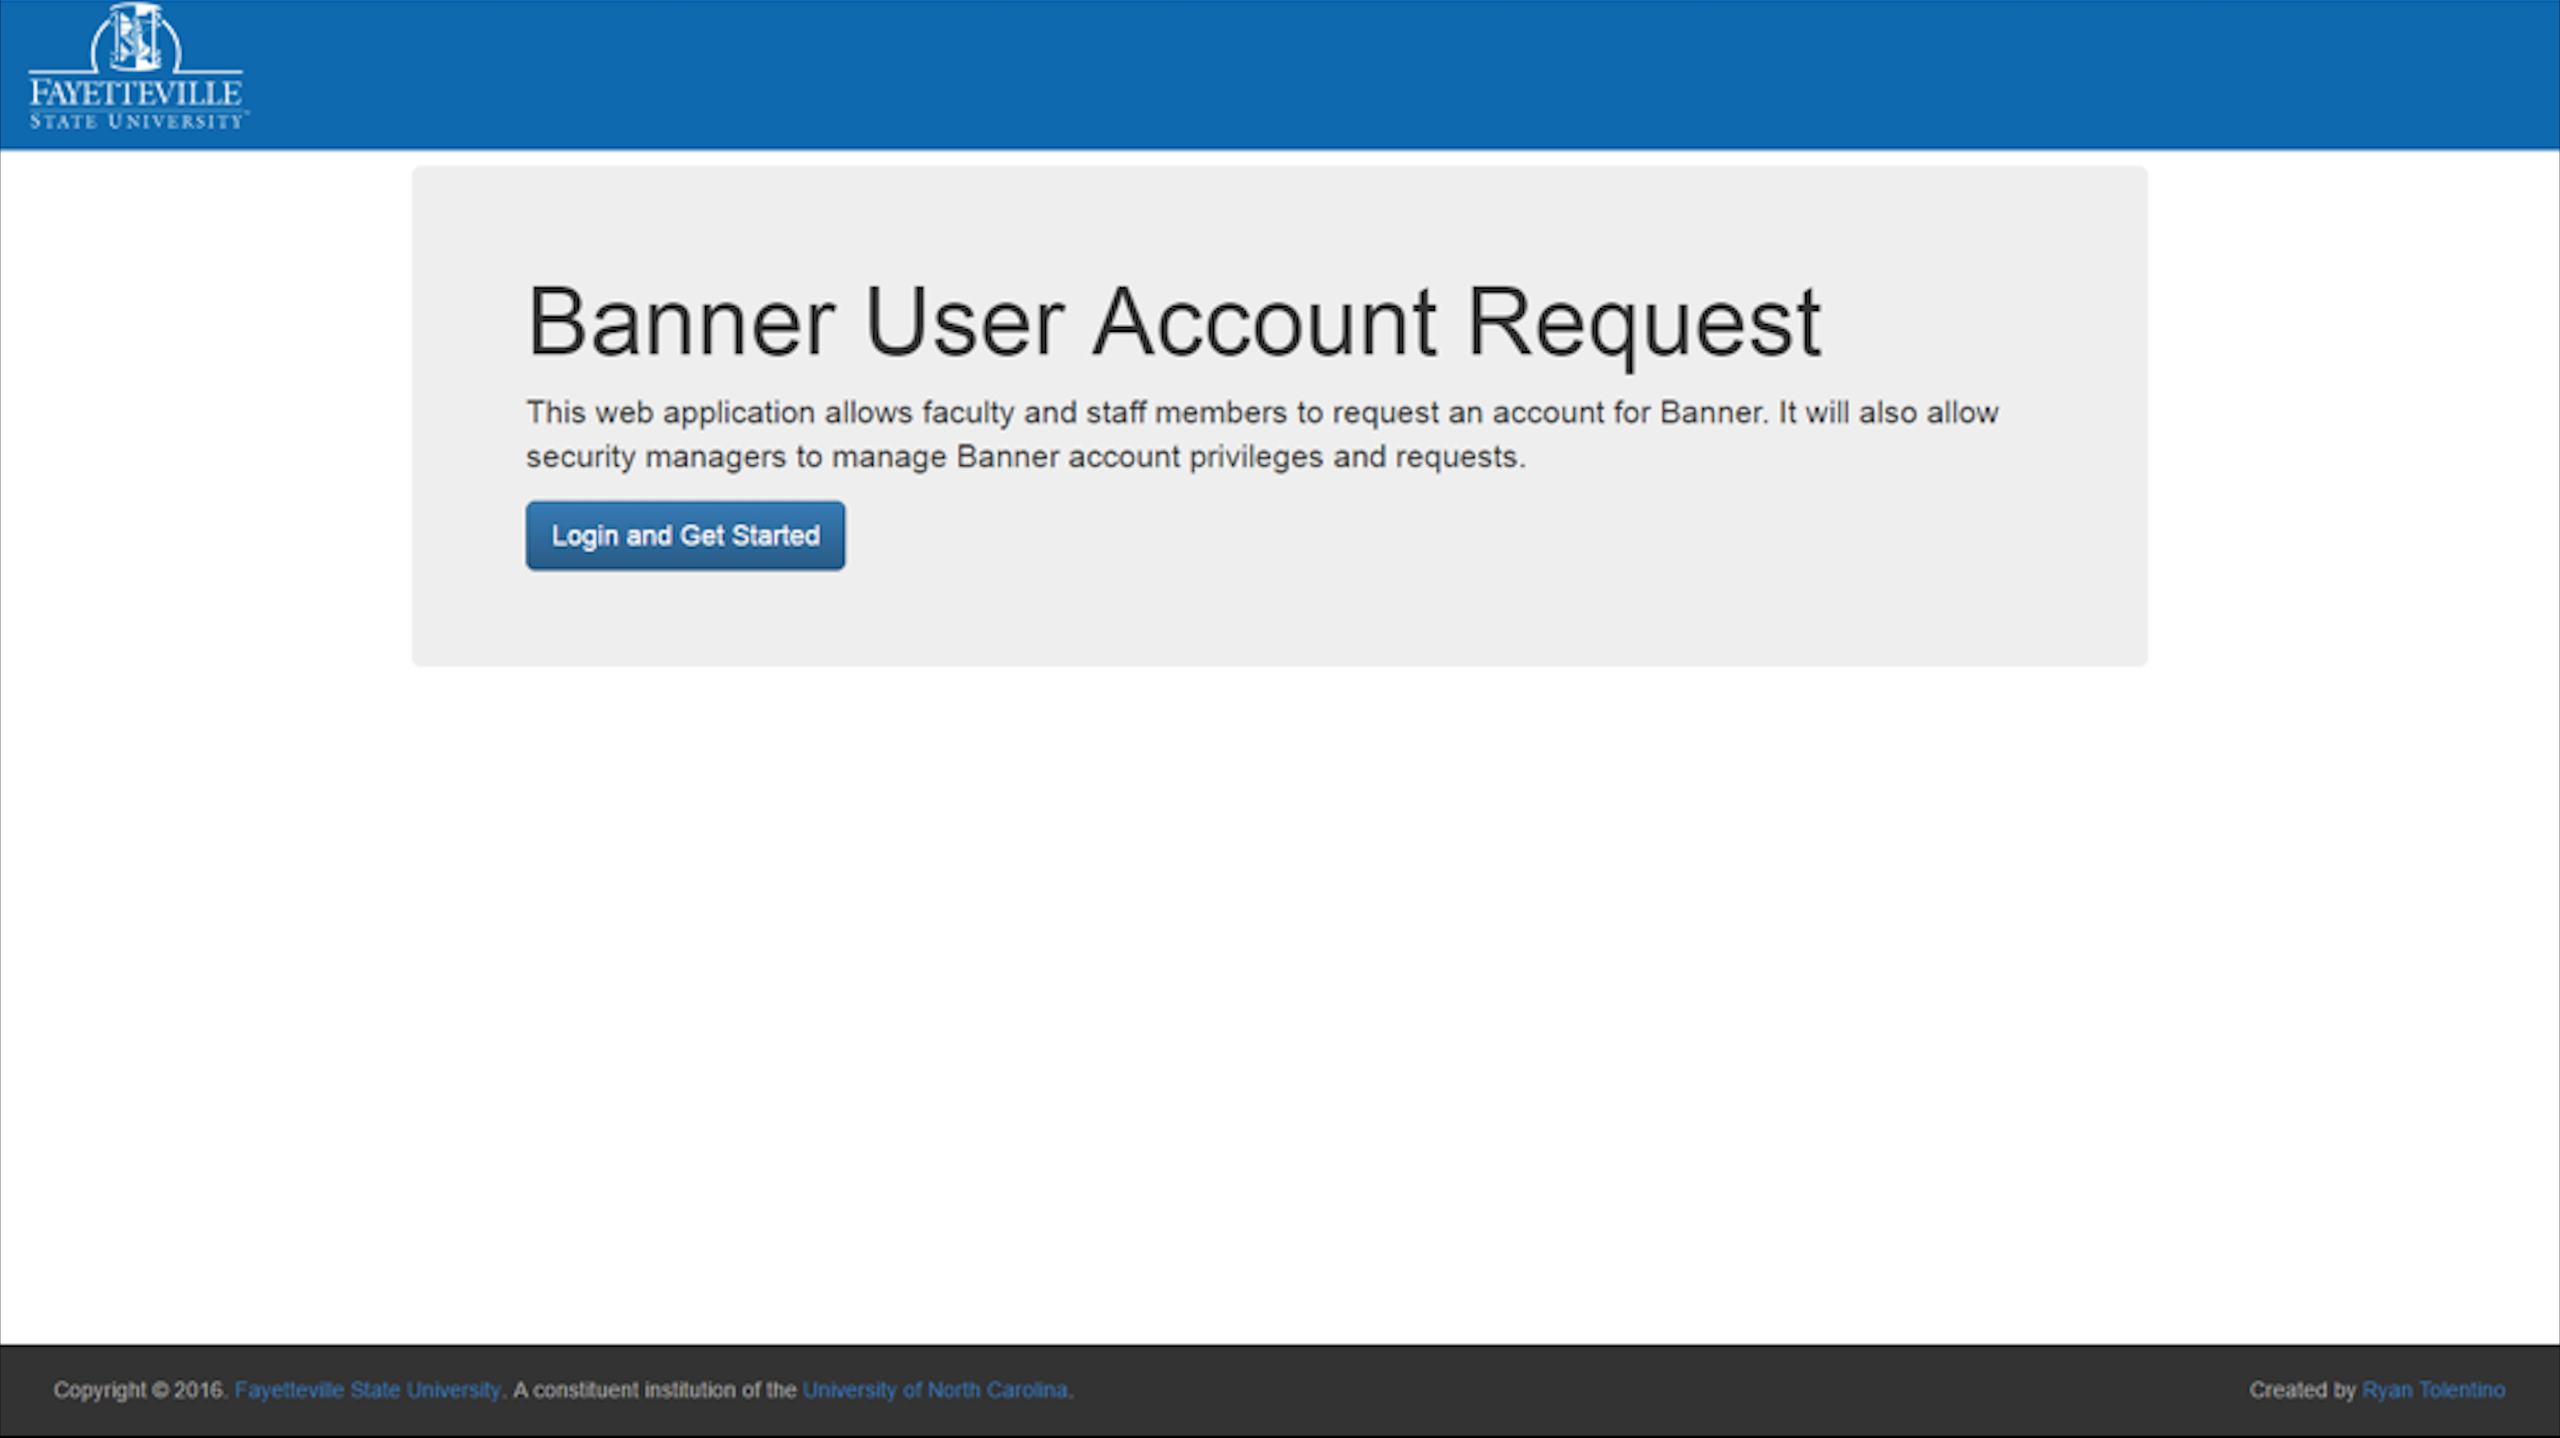 FAYETTEVILLE
STATE UNIVERSITY
Banner User Account Request
This web application allows faculty and staff members to request an account for Banner. It will also allow
security managers to manage Banner account privileges and requests.
Login and Get Started
Copyright © 2016. Fayetteville State University. A constituent institution of the University of North Carolina.
Created by Ryan Tolentino